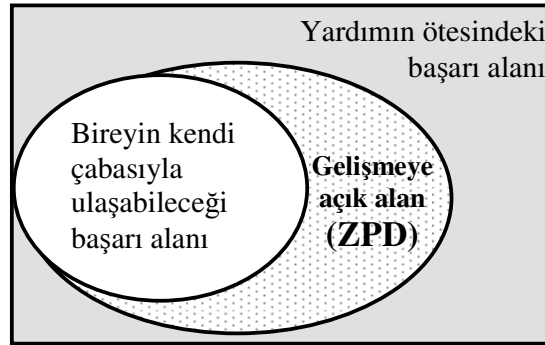 Yardımın ötesindeki
başarı alanı
Bireyin kendi
çabasıyla
ulaşabileceği
başarı alanı
Gelişmeye
açık alan
(ZPD)